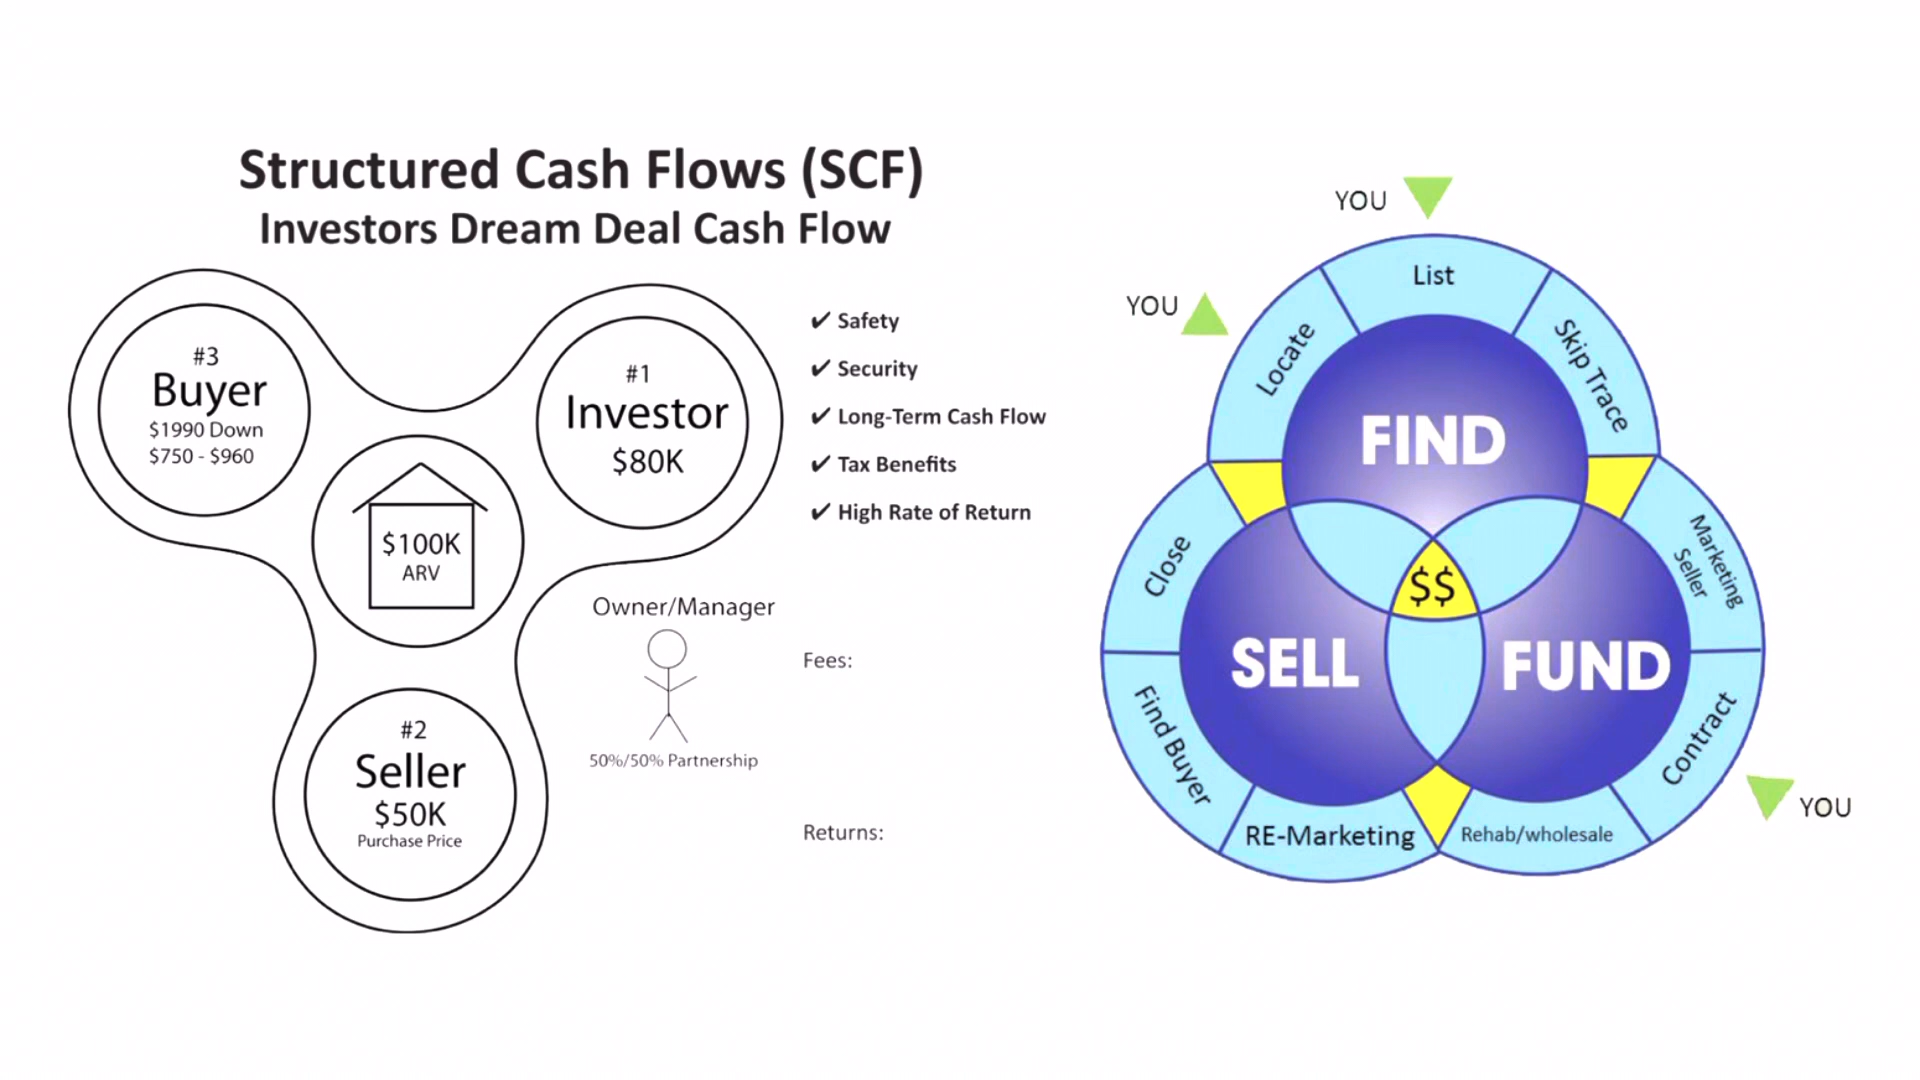 Structured Cash Flows (SCF)
Investors Dream Deal Cash Flow
#3
Buyer
$1990 Down
$750 - $960
#1
Investor
$80K
$100K
ARV
#2
Seller
$50K
Purchase Price
✔ Safety
✔ Security
✔ Long-Term Cash Flow
✔ Tax Benefits
✔ High Rate of Return
Owner/Manager
50%/50% Partnership
Fees:
Returns:
YOU
YOU
List
Locate
Skip Trace
FIND
Close
Marketing
Seller
$$
SELL
FUND
Find Buyer
Contract
RE-Marketing
Rehab/wholesale
YOU